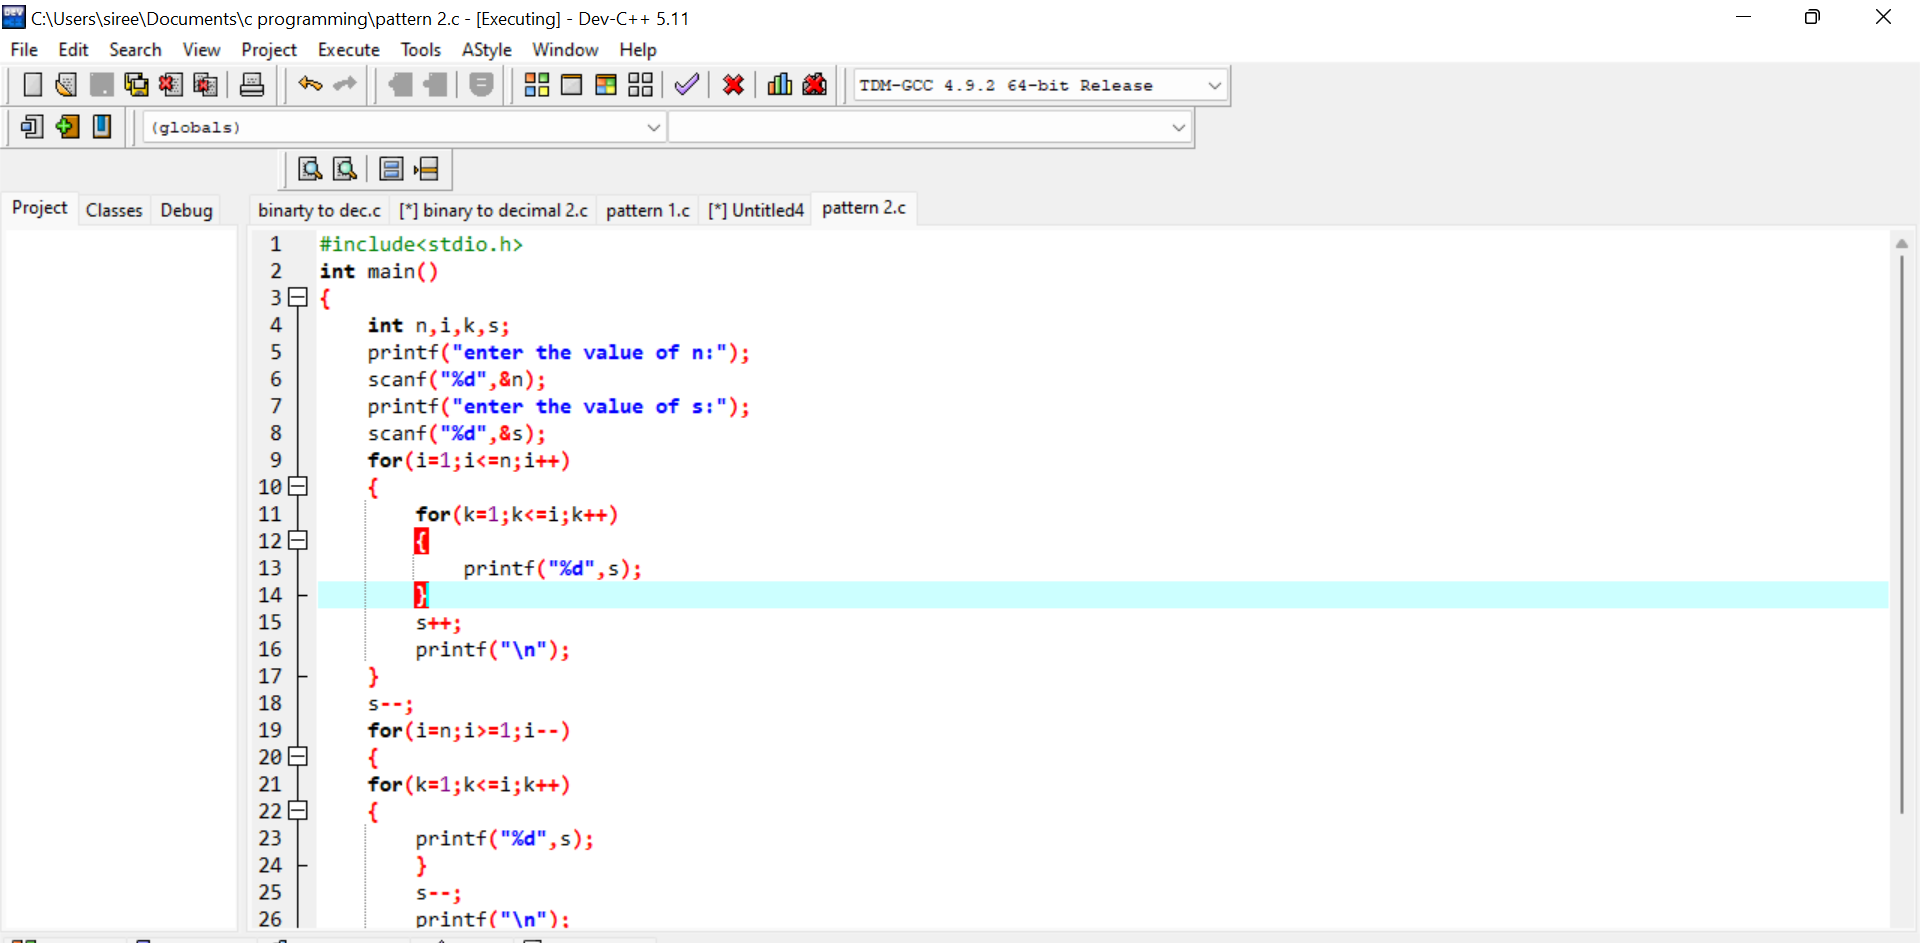 C:\Users\siree\Documents\c programming\pattern 2.c - [Executing] - Dev-C++ 5.11
File Edit Search View Project Execute Tools AStyle Window Help
TDM-GCC 4.9.2 64-bit Release
(globals)
Project Classes Debug binarty to dec.c [*] binary to decimal 2.c pattern 1.c [*] Untitled4 pattern 2.c
1 #include<stdio.h>
2 int main()
3 {
4 int n,i,k,s;
5 printf("enter the value of n:");
6 scanf("%d",&n);
7 printf("enter the value of s:");
8 scanf("%d",&s);
9 for(i=1;i<=n;i++)
10 {
11 for(k=1;k<=i;k++)
12 {
13 printf("%d",s);
14 }
15 s++;
16 printf("\n");
17 }
18 s--;
19 for(i=n;i>=1;i--)
20 {
21 for(k=1;k<=i;k++)
22 {
23 printf("%d",s);
24 }
25 s--;
26 printf("\n");